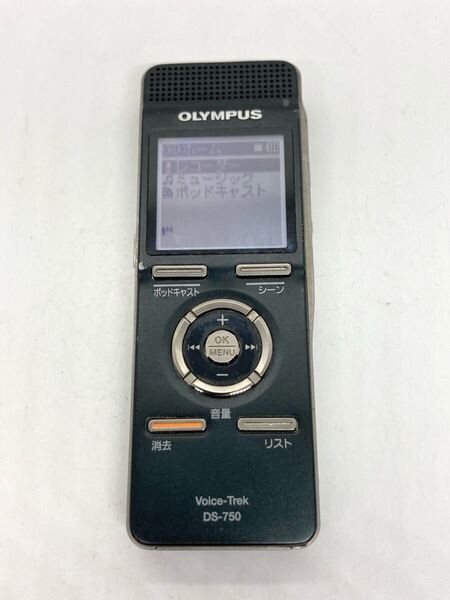 OLYMPUS
ホーム
レコーダー
ミュージック
ポッドキャスト
ポッドキャスト
シーン
+
OK
MENU
−
音量
消去
リスト
Voice-Trek
DS-750